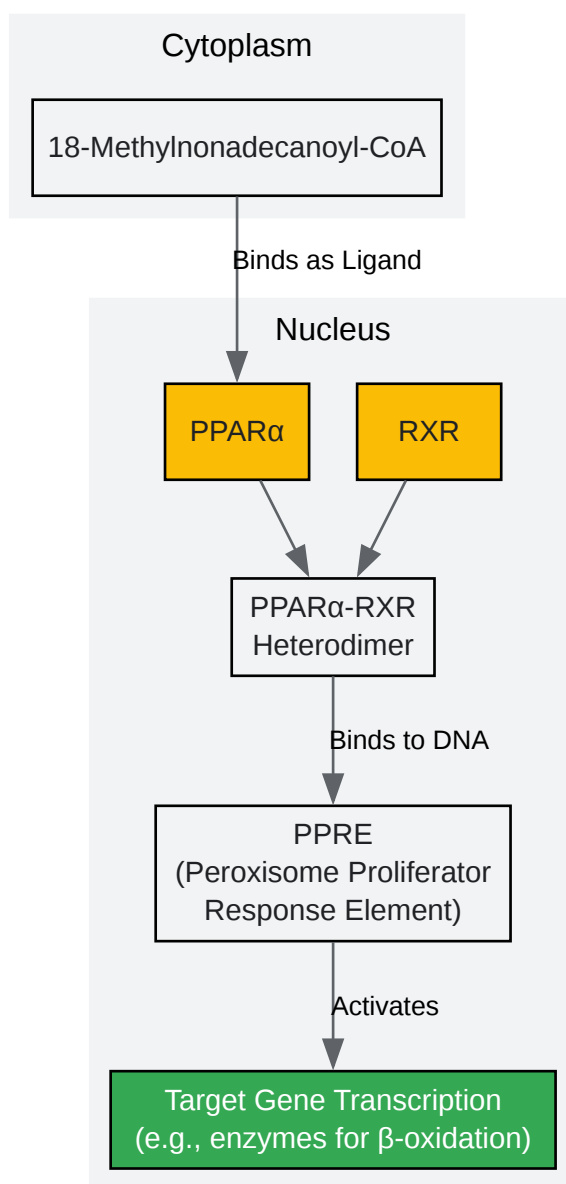 Cytoplasm
18-Methylnonadecanoyl-CoA
Binds as Ligand
Nucleus
PPARα
RXR
PPARα-RXR
Heterodimer
Binds to DNA
PPRE
(Peroxisome Proliferator
Response Element)
Activates
Target Gene Transcription
(e.g., enzymes for β-oxidation)